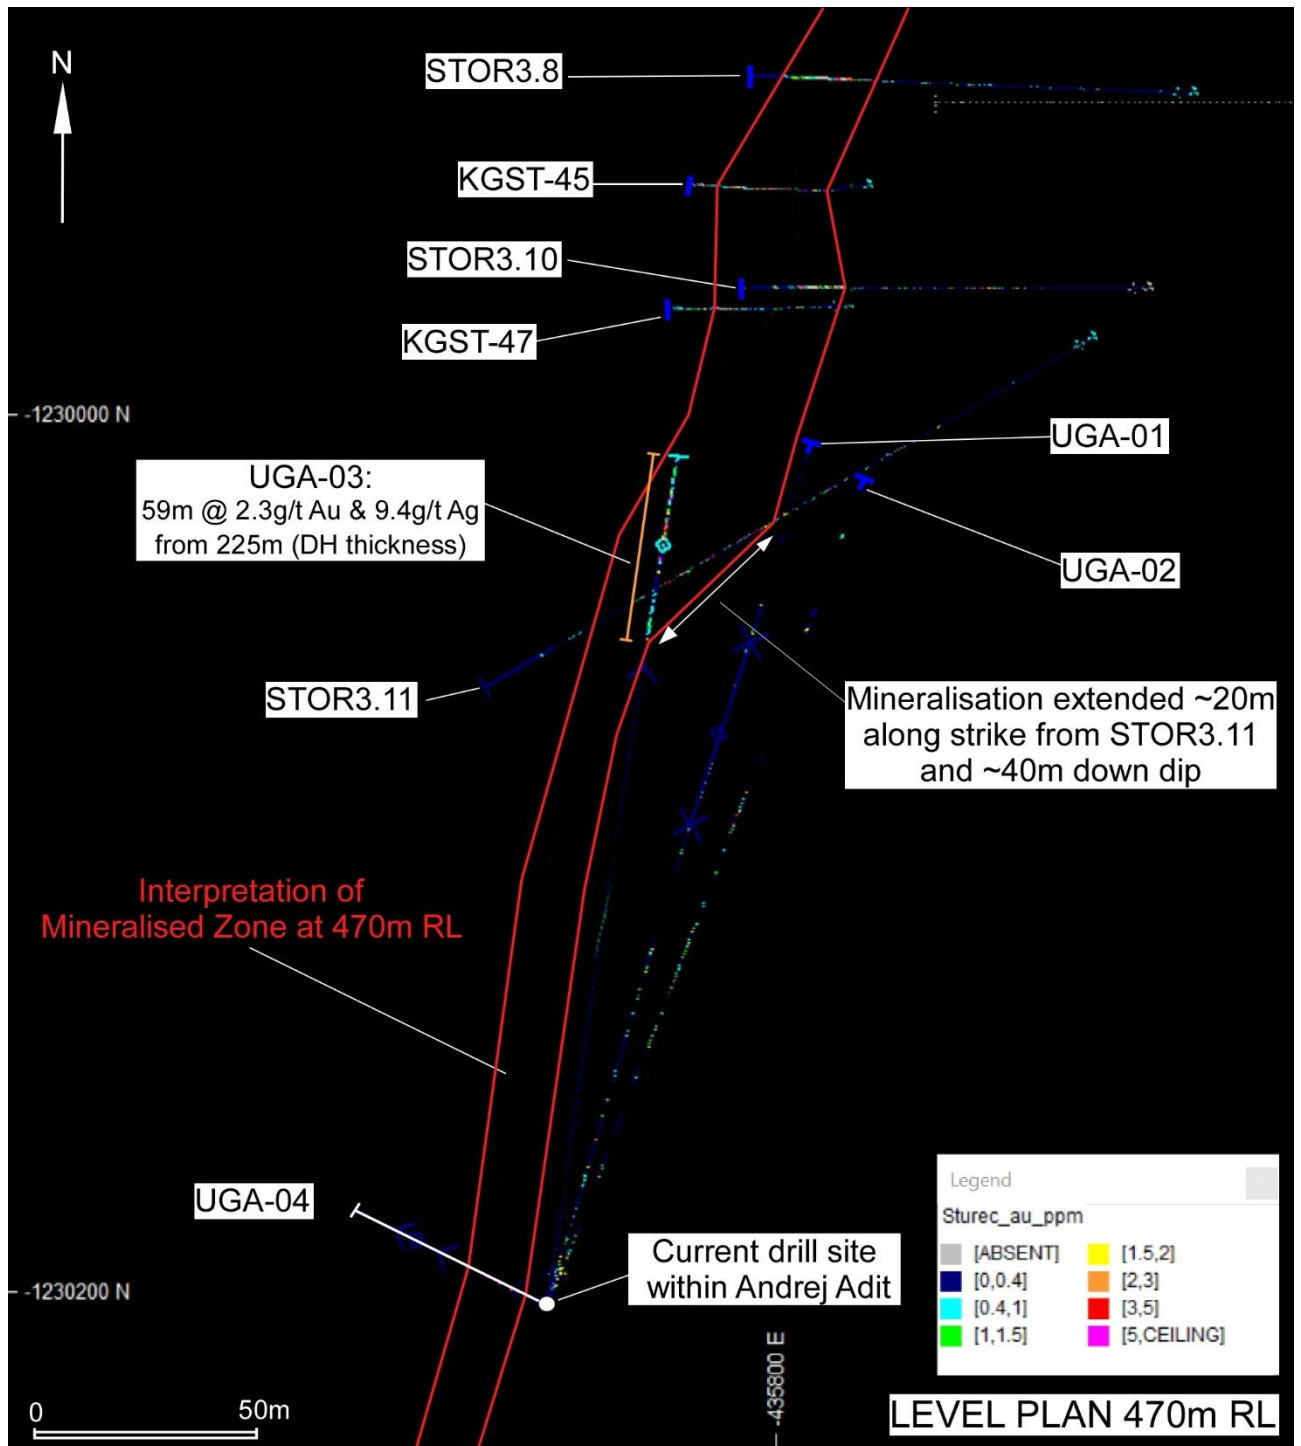 STOR3.8
N
KGST-45
STOR3.10
KGST-47
-1230000 N
UGA-01
UGA-03:
59m @ 2.3g/t Au & 9.4g/t Ag
from 225m (DH thickness)
UGA-02
STOR3.11
Mineralisation extended ~20m
along strike from STOR3.11
and ~40m down dip
Interpretation of
Mineralised Zone at 470m RL
UGA-04
Current drill site
within Andrej Adit
-1230200 N
-435800 E
Legend
Sturec_au_ppm
[ABSENT]
[0,0.4]
[0.4,1]
[1,1.5]
[1.5,2]
[2,3]
[3,5]
[5,CEILING]
0 50m
LEVEL PLAN 470m RL